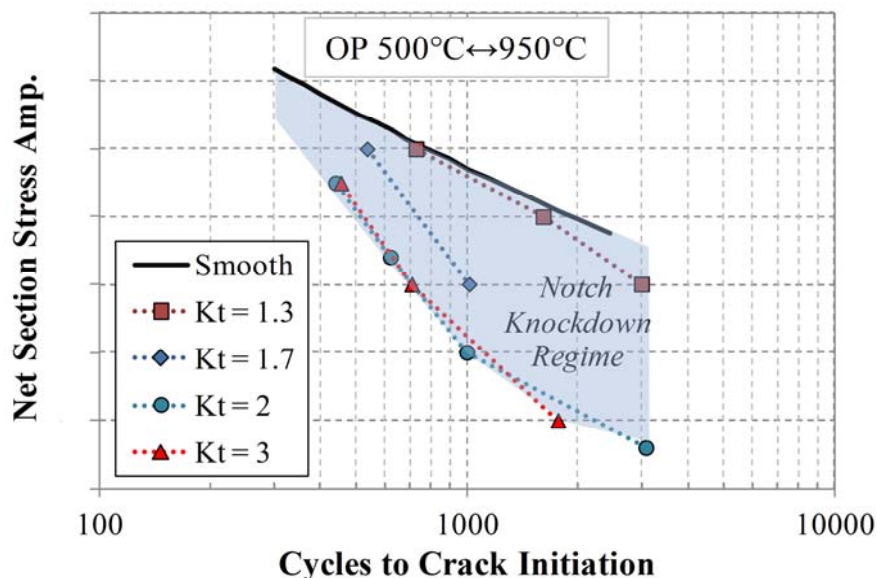 OP 500°C↔950°C
Net Section Stress Amp.
Smooth
Kt = 1.3
Kt = 1.7
Kt = 2
Kt = 3
Notch
Knockdown
Regime
100
1000
10000
Cycles to Crack Initiation